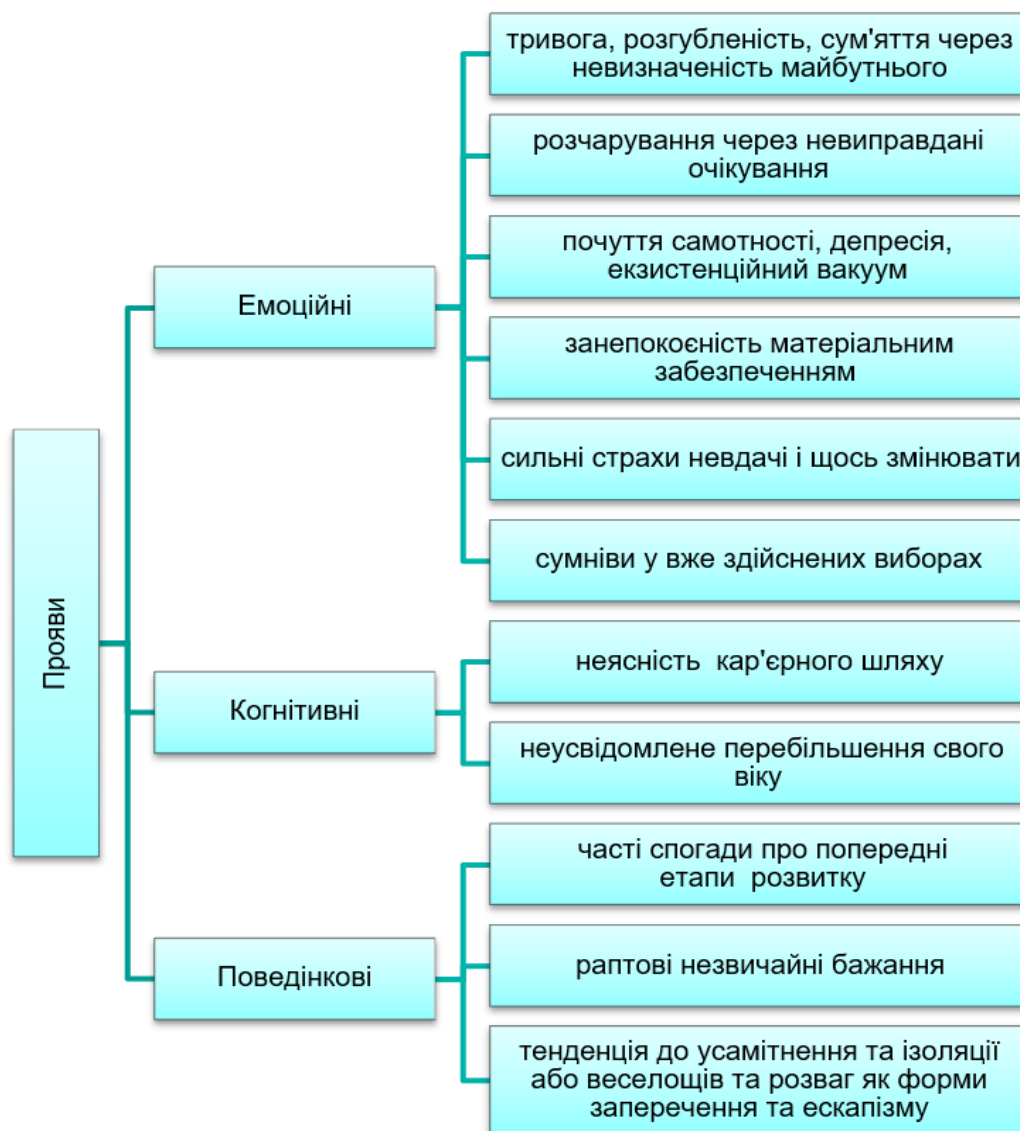 Прояви
Емоційні
тривога, розгубленість, сум'яття через
невизначеність майбутнього
розчарування через невиправдані
очікування
почуття самотності, депресія,
екзистенційний вакуум
занепокоєність матеріальним
забезпеченням
сильні страхи невдачі і щось змінювати
сумніви у вже здійснених виборах
Когнітивні
неясність кар'єрного шляху
неусвідомлене перебільшення свого
віку
Поведінкові
часті спогади про попередні
етапи розвитку
раптові незвичайні бажання
тенденція до усамітнення та ізоляції
або веселощів та розваг як форми
заперечення та ескапізму